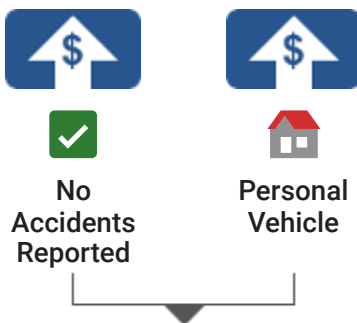 $
$
No
Accidents
Reported
Personal
Vehicle